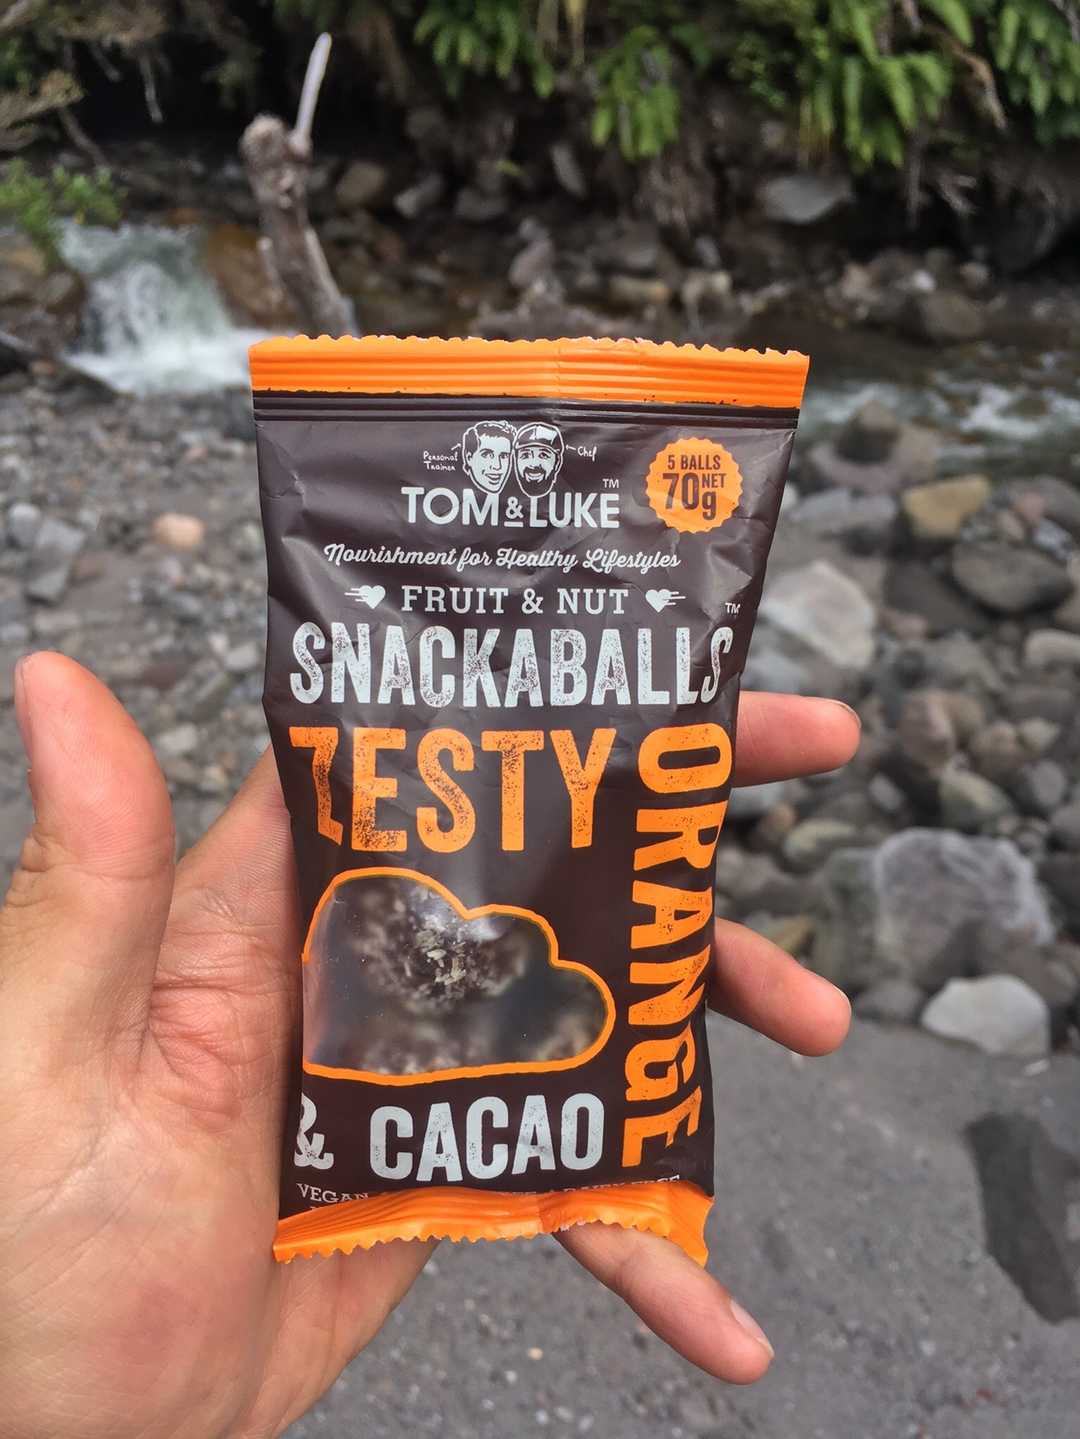 Personal
Trainer
Chef
TOM & LUKE™
5 BALLS
70g NET
Nourishment for Healthy Lifestyles
FRUIT & NUT
SNACKABALLS™
ZESTY
ORANGE
& CACAO
VEGAN